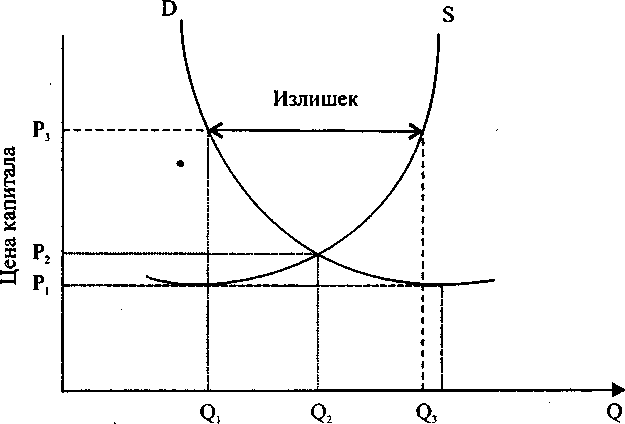 D
S
Излишек
P₃
P₂
P₁
Цена капитала
Q₁
Q₂
Q₃
Q